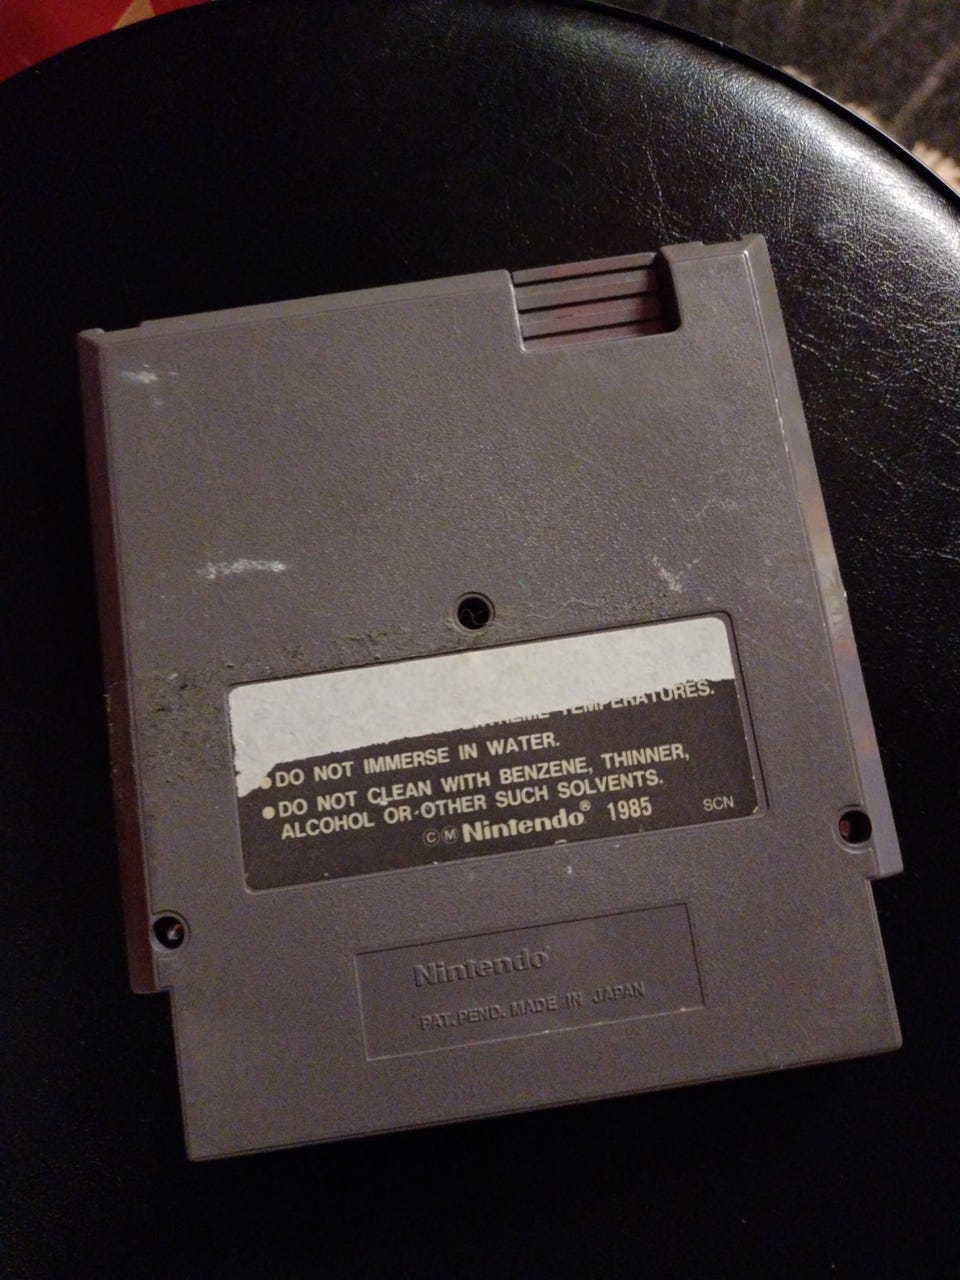 EXTREME TEMPERATURES.
●DO NOT IMMERSE IN WATER.
●DO NOT CLEAN WITH BENZENE, THINNER,
ALCOHOL OR OTHER SUCH SOLVENTS.
©Ⓜ Nintendo® 1985
SCN
Nintendo®
PAT. PEND. MADE IN JAPAN